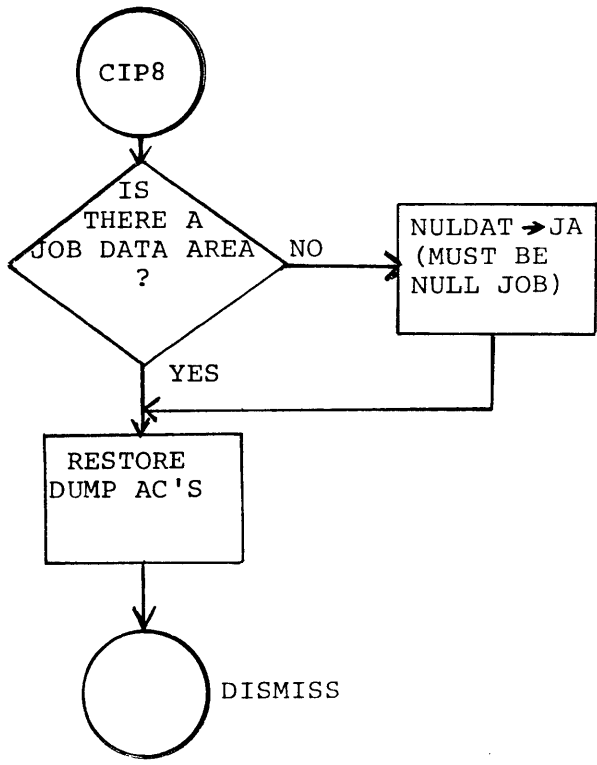 CIP8
IS
THERE A
JOB DATA AREA
?
NO
NULDAT → JA
(MUST BE
NULL JOB)
YES
RESTORE
DUMP AC'S
DISMISS